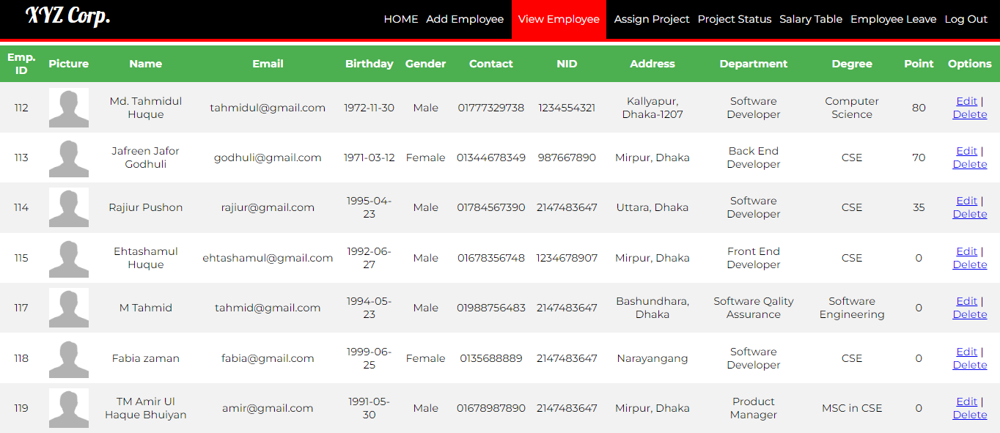 XYZ Corp.
HOME Add Employee View Employee Assign Project Project Status Salary Table Employee Leave Log Out
Emp. ID Picture Name Email Birthday Gender Contact NID Address Department Degree Point Options
112 Md. Tahmidul Huque tahmidul@gmail.com 1972-11-30 Male 01777329738 1234554321 Kallyapur, Dhaka-1207 Software Developer Computer Science 80 Edit | Delete
113 Jafreen Jafor Godhuli godhuli@gmail.com 1971-03-12 Female 01344678349 987667890 Mirpur, Dhaka Back End Developer CSE 70 Edit | Delete
114 Rajiur Pushon rajiur@gmail.com 1995-04-23 Male 01784567390 2147483647 Uttara, Dhaka Software Developer CSE 35 Edit | Delete
115 Ehtashamul Huque ehtashamul@gmail.com 1992-06-27 Male 01678356748 1234678907 Mirpur, Dhaka Front End Developer CSE 0 Edit | Delete
117 M Tahmid tahmid@gmail.com 1994-05-23 Male 01988756483 2147483647 Bashundhara, Dhaka Software Qality Assurance Software Engineering 0 Edit | Delete
118 Fabia zaman fabia@gmail.com 1999-06-25 Female 0135688889 2147483647 Narayangang Software Developer CSE 0 Edit | Delete
119 TM Amir Ul Haque Bhuiyan amir@gmail.com 1991-05-30 Male 01678987890 2147483647 Mirpur, Dhaka Product Manager MSC in CSE 0 Edit | Delete